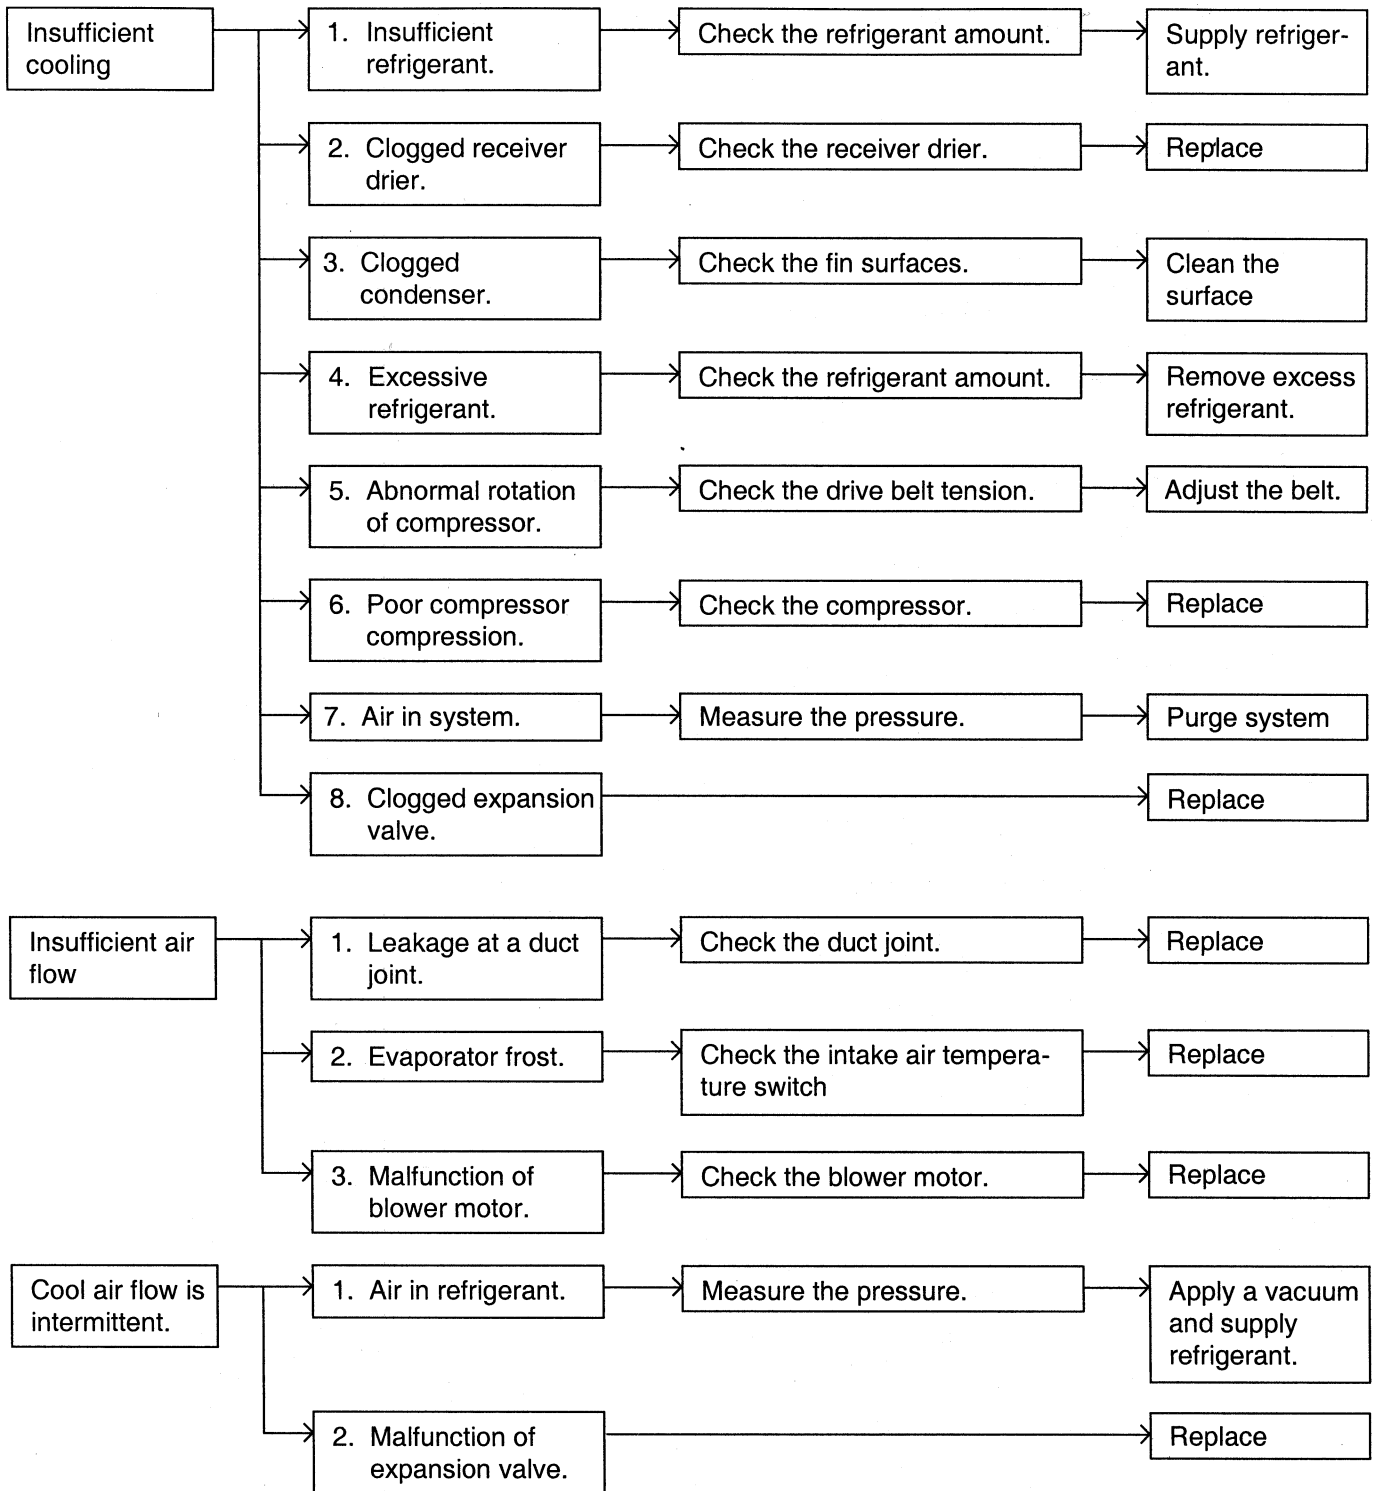 Insufficient
cooling
1. Insufficient
refrigerant.
Check the refrigerant amount.
Supply refriger-
ant.
2. Clogged receiver
drier.
Check the receiver drier.
Replace
3. Clogged
condenser.
Check the fin surfaces.
Clean the
surface
4. Excessive
refrigerant.
Check the refrigerant amount.
Remove excess
refrigerant.
5. Abnormal rotation
of compressor.
Check the drive belt tension.
Adjust the belt.
6. Poor compressor
compression.
Check the compressor.
Replace
7. Air in system.
Measure the pressure.
Purge system
8. Clogged expansion
valve.
Replace
Insufficient air
flow
1. Leakage at a duct
joint.
Check the duct joint.
Replace
2. Evaporator frost.
Check the intake air tempera-
ture switch
Replace
3. Malfunction of
blower motor.
Check the blower motor.
Replace
Cool air flow is
intermittent.
1. Air in refrigerant.
Measure the pressure.
Apply a vacuum
and supply
refrigerant.
2. Malfunction of
expansion valve.
Replace